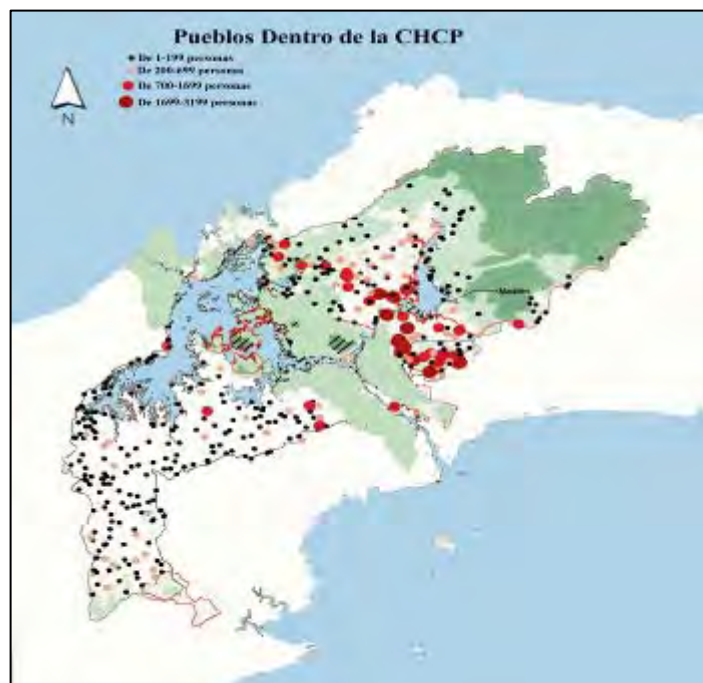 Pueblos Dentro de la CHCP
De 1-199 personas
De 200-699 personas
De 700-1699 personas
De 1699-3199 personas
N